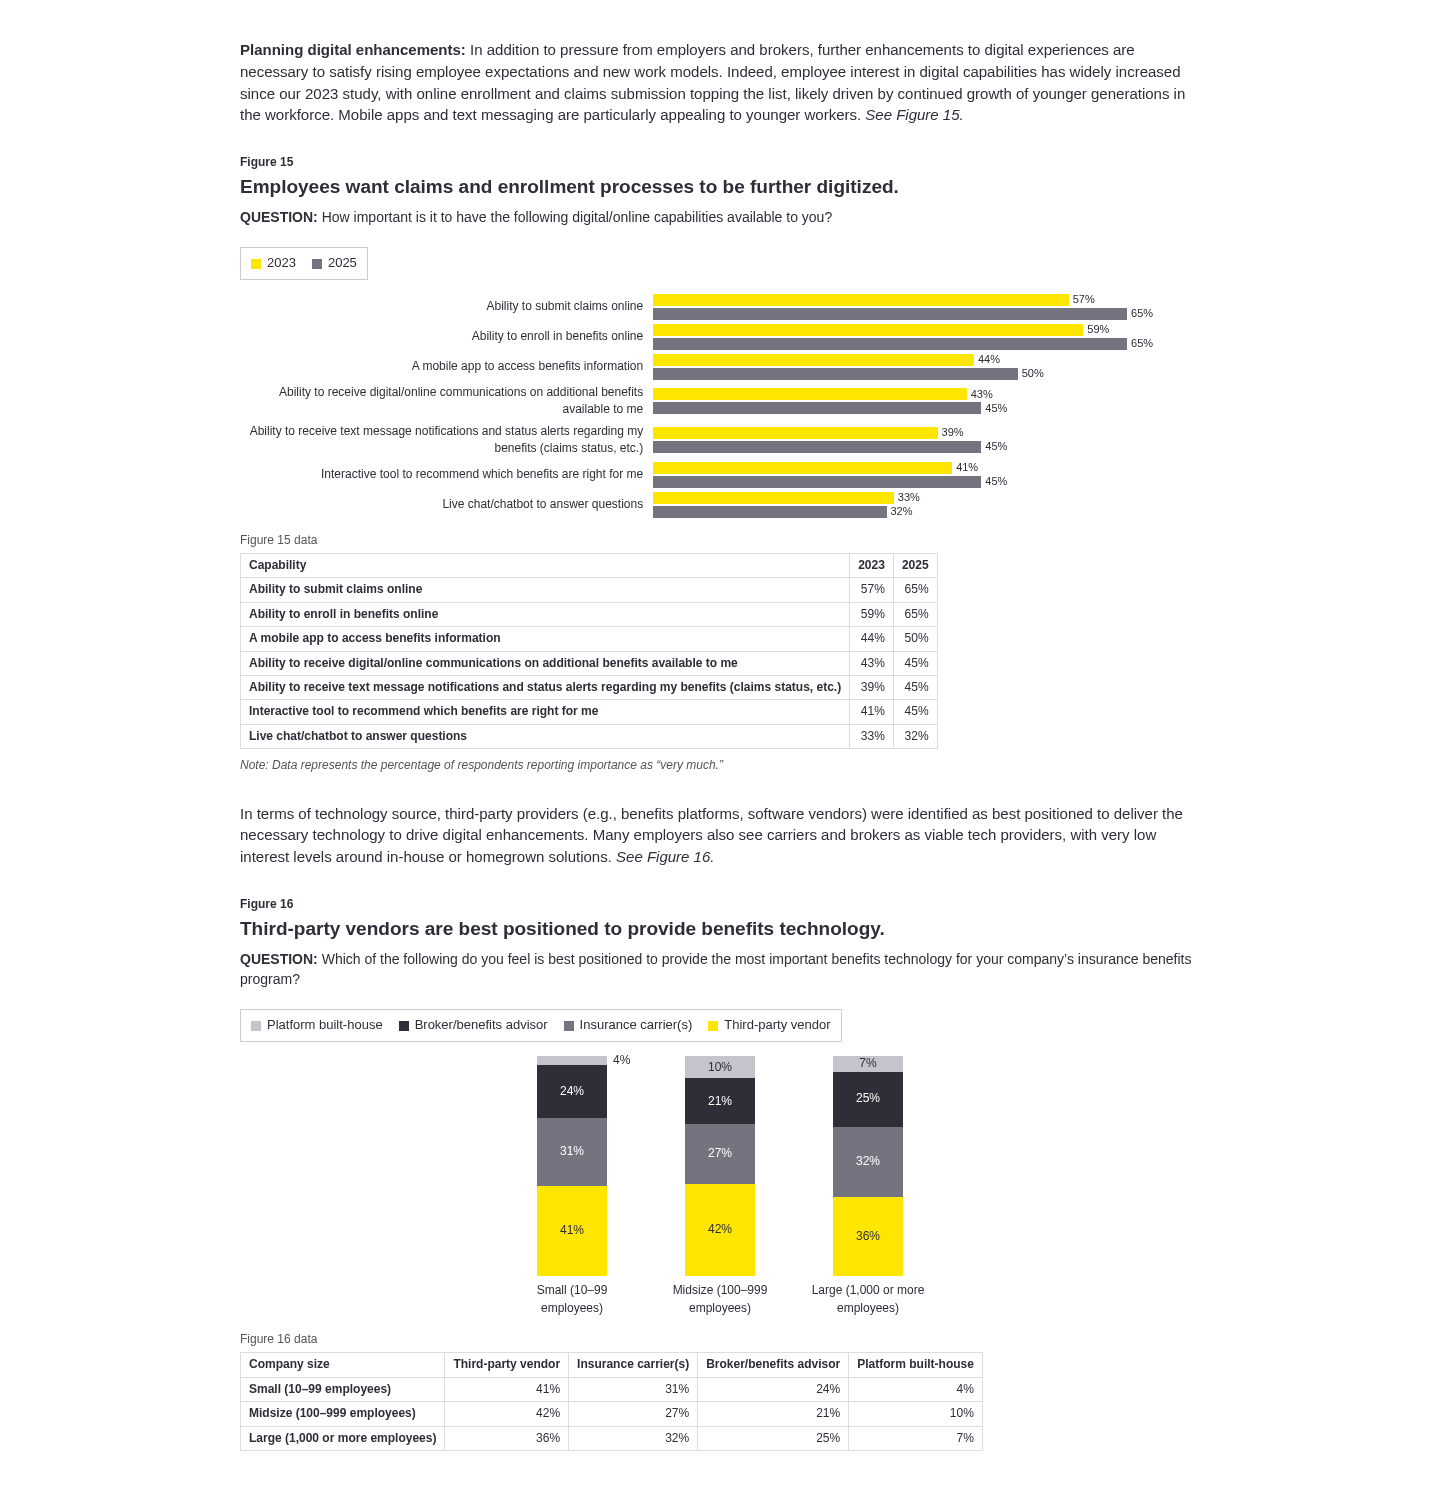 Planning digital enhancements: In addition to pressure from employers and brokers, further enhancements to digital experiences are
necessary to satisfy rising employee expectations and new work models. Indeed, employee interest in digital capabilities has widely increased
since our 2023 study, with online enrollment and claims submission topping the list, likely driven by continued growth of younger generations in
the workforce. Mobile apps and text messaging are particularly appealing to younger workers. See Figure 15.
Figure 15
Employees want claims and enrollment processes to be further digitized.
QUESTION: How important is it to have the following digital/online capabilities available to you?
2023 2025
Ability to submit claims online 57%
65%
Ability to enroll in benefits online 59%
65%
A mobile app to access benefits information 44%
50%
Ability to receive digital/online communications on additional benefits 43%
available to me 45%
Ability to receive text message notifications and status alerts regarding my 39%
benefits (claims status, etc.) 45%
Interactive tool to recommend which benefits are right for me 41%
45%
Live chat/chatbot to answer questions 33%
32%
Figure 15 data
Capability 2023 2025
Ability to submit claims online 57% 65%
Ability to enroll in benefits online 59% 65%
A mobile app to access benefits information 44% 50%
Ability to receive digital/online communications on additional benefits available to me 43% 45%
Ability to receive text message notifications and status alerts regarding my benefits (claims status, etc.) 39% 45%
Interactive tool to recommend which benefits are right for me 41% 45%
Live chat/chatbot to answer questions 33% 32%
Note: Data represents the percentage of respondents reporting importance as “very much.”
In terms of technology source, third-party providers (e.g., benefits platforms, software vendors) were identified as best positioned to deliver the
necessary technology to drive digital enhancements. Many employers also see carriers and brokers as viable tech providers, with very low
interest levels around in-house or homegrown solutions. See Figure 16.
Figure 16
Third-party vendors are best positioned to provide benefits technology.
QUESTION: Which of the following do you feel is best positioned to provide the most important benefits technology for your company’s insurance benefits
program?
Platform built-house Broker/benefits advisor Insurance carrier(s) Third-party vendor
4% 10% 7%
24% 21% 25%
31% 27% 32%
41% 42% 36%
Small (10–99 Midsize (100–999 Large (1,000 or more
employees) employees) employees)
Figure 16 data
Company size Third-party vendor Insurance carrier(s) Broker/benefits advisor Platform built-house
Small (10–99 employees) 41% 31% 24% 4%
Midsize (100–999 employees) 42% 27% 21% 10%
Large (1,000 or more employees) 36% 32% 25% 7%